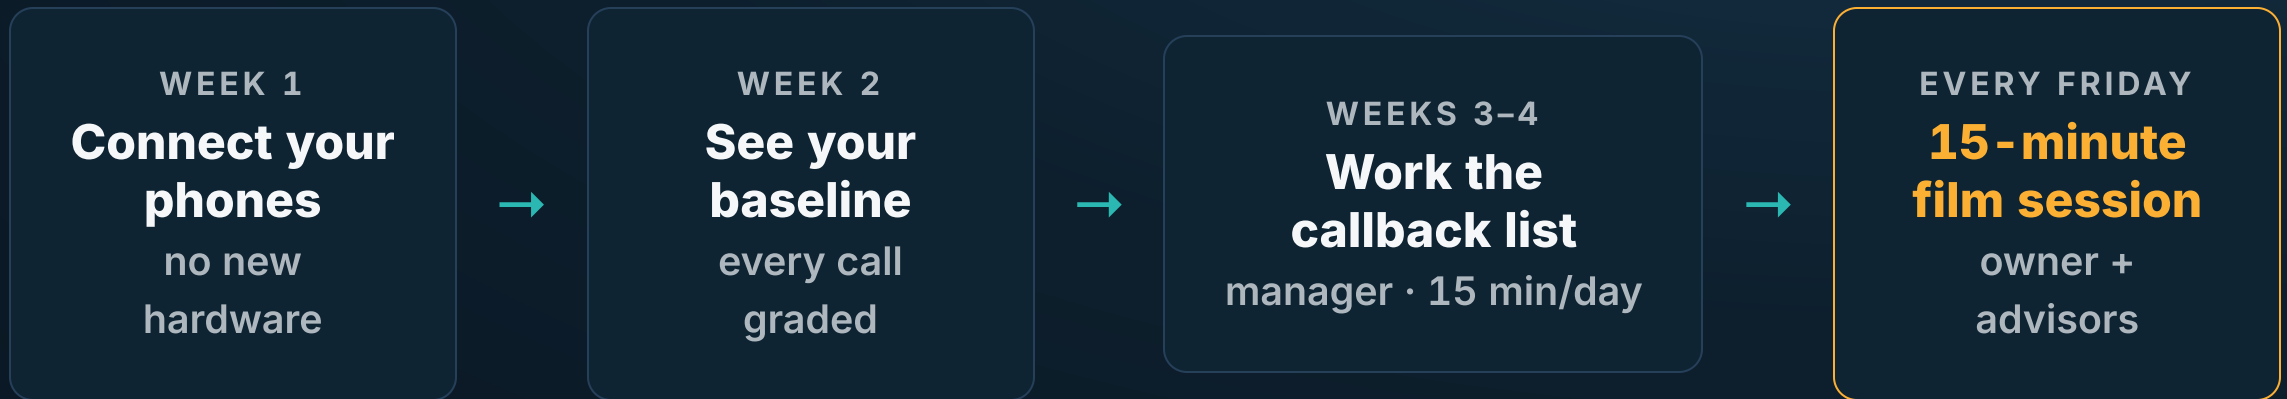 WEEK 1
Connect your
phones
no new
hardware
→
WEEK 2
See your
baseline
every call
graded
→
WEEKS 3–4
Work the
callback list
manager · 15 min/day
→
EVERY FRIDAY
15-minute
film session
owner +
advisors